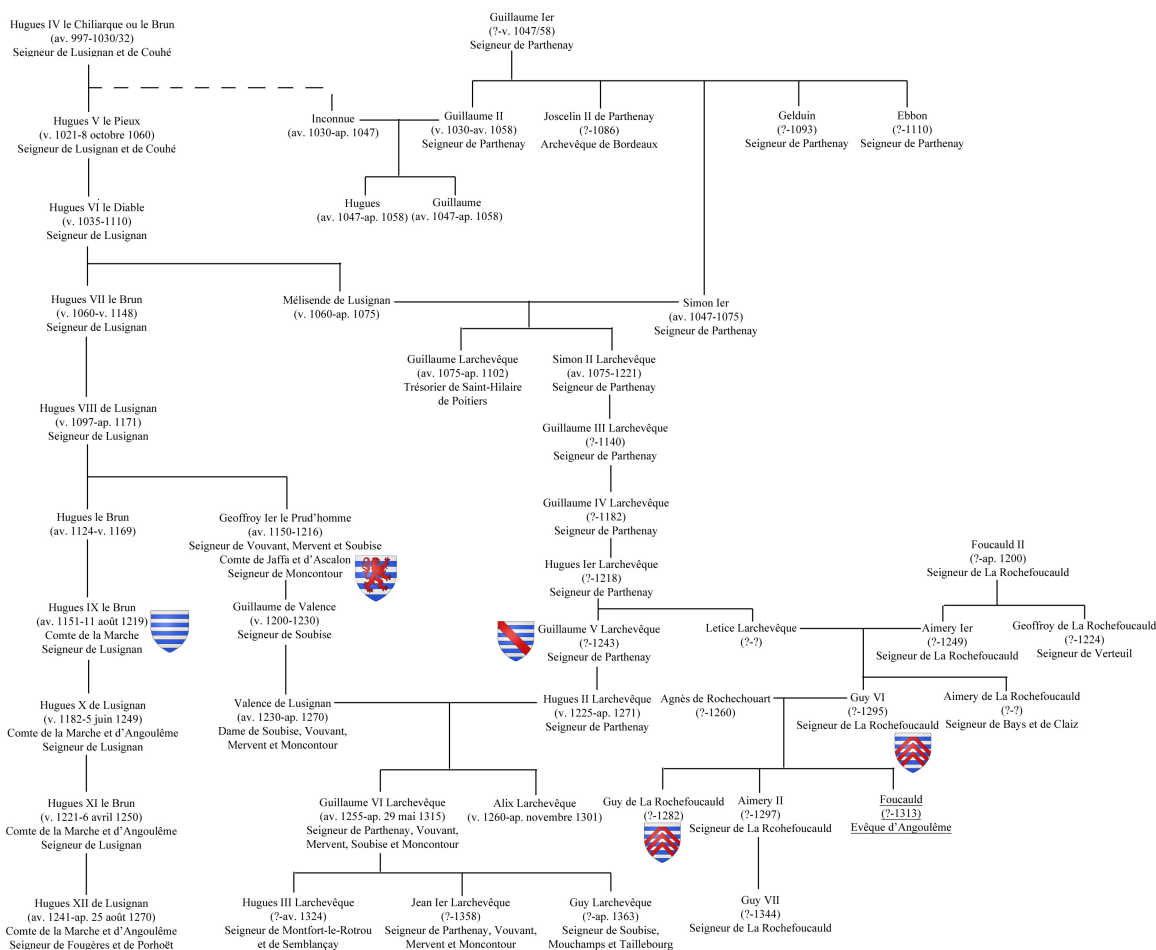 Hugues IV le Chiliarque ou le Brun
(av. 997-1030/32)
Seigneur de Lusignan et de Couhé
Guillaume Ier
(?-v. 1047/58)
Seigneur de Parthenay
Hugues V le Pieux
(v. 1021-8 octobre 1060)
Seigneur de Lusignan et de Couhé
Inconnue
(av. 1030-ap. 1047)
Guillaume II
(v. 1030-av. 1058)
Seigneur de Parthenay
Joscelin II de Parthenay
(?-1086)
Archevêque de Bordeaux
Gelduin
(?-1093)
Seigneur de Parthenay
Ebbon
(?-1110)
Seigneur de Parthenay
Hugues VI le Diable
(v. 1035-1110)
Seigneur de Lusignan
Hugues
(av. 1047-ap. 1058)
Guillaume
(av. 1047-ap. 1058)
Hugues VII le Brun
(v. 1060-v. 1148)
Seigneur de Lusignan
Mélisende de Lusignan
(v. 1060-ap. 1075)
Simon Ier
(av. 1047-1075)
Seigneur de Parthenay
Guillaume Larchevêque
(av. 1075-ap. 1102)
Trésorier de Saint-Hilaire
de Poitiers
Simon II Larchevêque
(av. 1075-1221)
Seigneur de Parthenay
Hugues VIII de Lusignan
(v. 1097-ap. 1171)
Seigneur de Lusignan
Guillaume III Larchevêque
(?-1140)
Seigneur de Parthenay
Hugues le Brun
(av. 1124-v. 1169)
Geoffroy Ier le Prud'homme
(av. 1150-1216)
Seigneur de Vouvant, Mervent et Soubise
Comte de Jaffa et d'Ascalon
Seigneur de Moncontour
Guillaume IV Larchevêque
(?-1182)
Seigneur de Parthenay
Hugues Ier Larchevêque
(?-1218)
Seigneur de Parthenay
Foucauld II
(?-ap. 1200)
Seigneur de La Rochefoucauld
Hugues IX le Brun
(av. 1151-11 août 1219)
Comte de la Marche
Seigneur de Lusignan
Guillaume de Valence
(v. 1200-1230)
Seigneur de Soubise
Guillaume V Larchevêque
(?-1243)
Seigneur de Parthenay
Letice Larchevêque
(?-?)
Aimery Ier
(?-1249)
Seigneur de La Rochefoucauld
Geoffroy de La Rochefoucauld
(?-1224)
Seigneur de Verteuil
Hugues X de Lusignan
(v. 1182-5 juin 1249)
Comte de la Marche et d'Angoulême
Seigneur de Lusignan
Valence de Lusignan
(av. 1230-ap. 1270)
Dame de Soubise, Vouvant,
Mervent et Moncontour
Hugues II Larchevêque
(v. 1225-ap. 1271)
Seigneur de Parthenay
Agnès de Rochechouart
(?-1260)
Guy VI
(?-1295)
Seigneur de La Rochefoucauld
Aimery de La Rochefoucauld
(?-?)
Seigneur de Bays et de Claiz
Hugues XI le Brun
(v. 1221-6 avril 1250)
Comte de la Marche et d'Angoulême
Seigneur de Lusignan
Guillaume VI Larchevêque
(av. 1255-ap. 29 mai 1315)
Seigneur de Parthenay, Vouvant,
Mervent, Soubise et Moncontour
Alix Larchevêque
(v. 1260-ap. novembre 1301)
Guy de La Rochefoucauld
(?-1282)
Aimery II
(?-1297)
Seigneur de La Rochefoucauld
Foucauld
(?-1313)
Evêque d'Angoulême
Hugues XII de Lusignan
(av. 1241-ap. 25 août 1270)
Comte de la Marche et d'Angoulême
Seigneur de Fougères et de Porhoët
Hugues III Larchevêque
(?-av. 1324)
Seigneur de Montfort-le-Rotrou
et de Semblançay
Jean Ier Larchevêque
(?-1358)
Seigneur de Parthenay, Vouvant,
Mervent et Moncontour
Guy Larchevêque
(?-ap. 1363)
Seigneur de Soubise,
Mouchamps et Taillebourg
Guy VII
(?-1344)
Seigneur de La Rochefoucauld